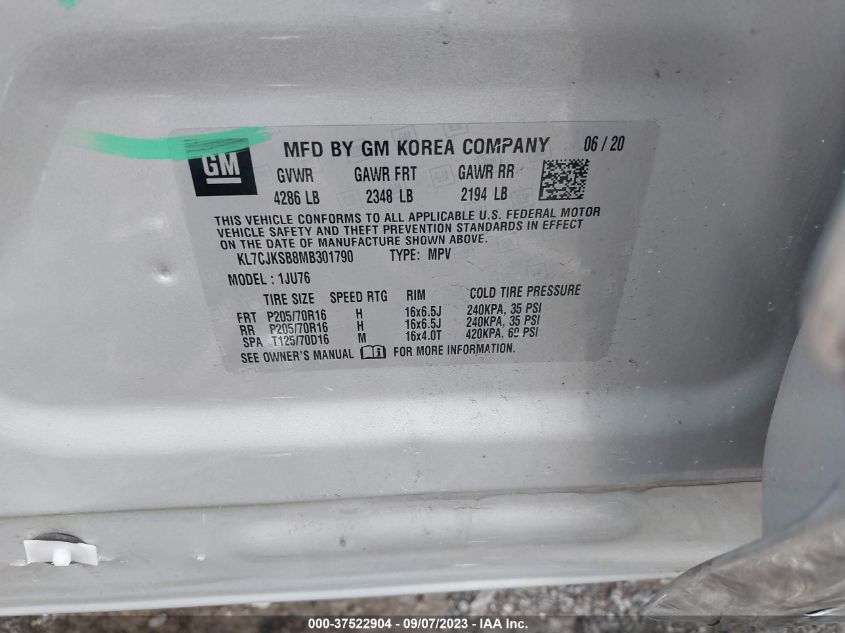 GM
MFD BY GM KOREA COMPANY 06 / 20
GVWR GAWR FRT GAWR RR
4286 LB 2348 LB 2194 LB
THIS VEHICLE CONFORMS TO ALL APPLICABLE U.S. FEDERAL MOTOR
VEHICLE SAFETY AND THEFT PREVENTION STANDARDS IN EFFECT
ON THE DATE OF MANUFACTURE SHOWN ABOVE.
KL7CJKSB8MB301790 TYPE: MPV
MODEL : 1JU76
TIRE SIZE SPEED RTG RIM COLD TIRE PRESSURE
FRT P205/70R16 H 16x6.5J 240KPA, 35 PSI
RR P205/70R16 H 16x6.5J 240KPA, 35 PSI
SPA T125/70D16 M 16x4.0T 420KPA, 60 PSI
SEE OWNER'S MANUAL FOR MORE INFORMATION.
000-37522904 - 09/07/2023 - IAA Inc.